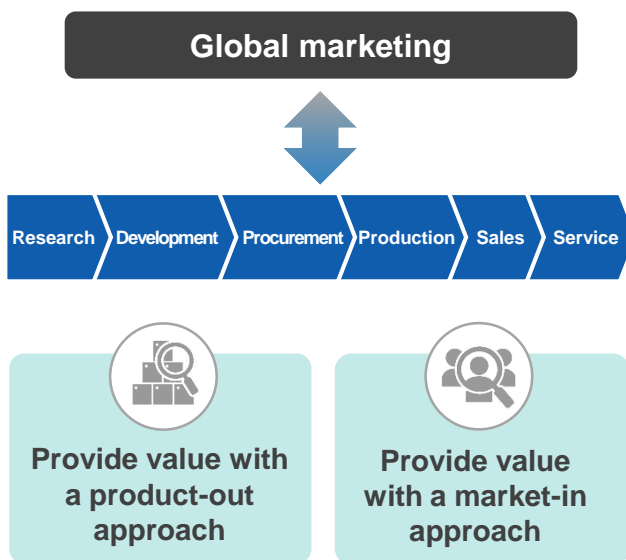 Global marketing
Research Development Procurement Production Sales Service
Provide value with
a product-out
approach
Provide value
with a market-in
approach